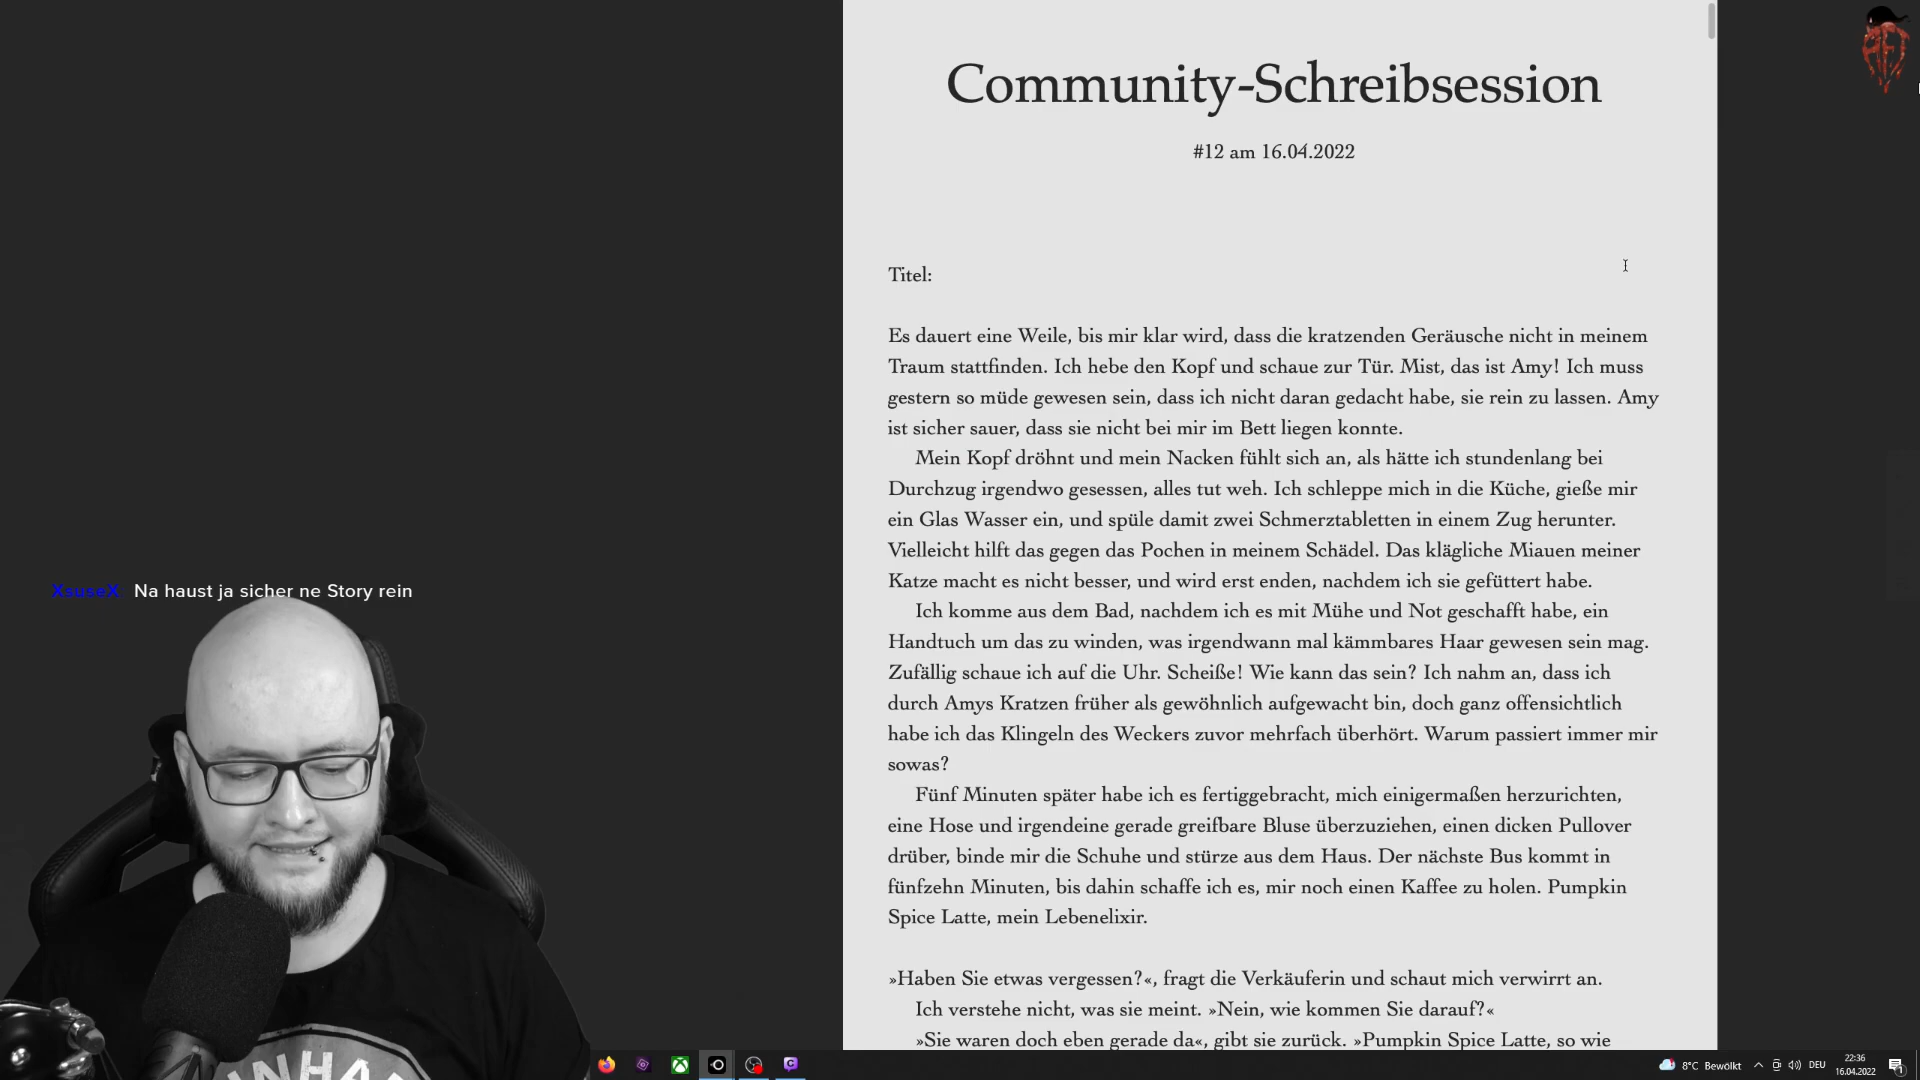 Community-Schreibsession
#12 am 16.04.2022
Titel:
Es dauert eine Weile, bis mir klar wird, dass die kratzenden Geräusche nicht in meinem
Traum stattfinden. Ich hebe den Kopf und schaue zur Tür. Mist, das ist Amy! Ich muss
gestern so müde gewesen sein, dass ich nicht daran gedacht habe, sie rein zu lassen. Amy
ist sicher sauer, dass sie nicht bei mir im Bett liegen konnte.
Mein Kopf dröhnt und mein Nacken fühlt sich an, als hätte ich stundenlang bei
Durchzug irgendwo gesessen, alles tut weh. Ich schleppe mich in die Küche, gieße mir
ein Glas Wasser ein, und spüle damit zwei Schmerztabletten in einem Zug herunter.
Vielleicht hilft das gegen das Pochen in meinem Schädel. Das klägliche Miauen meiner
Katze macht es nicht besser, und wird erst enden, nachdem ich sie gefüttert habe.
Ich komme aus dem Bad, nachdem ich es mit Mühe und Not geschafft habe, ein
Handtuch um das zu winden, was irgendwann mal kämmbares Haar gewesen sein mag.
Zufällig schaue ich auf die Uhr. Scheiße! Wie kann das sein? Ich nahm an, dass ich
durch Amys Kratzen früher als gewöhnlich aufgewacht bin, doch ganz offensichtlich
habe ich das Klingeln des Weckers zuvor mehrfach überhört. Warum passiert immer mir
sowas?
Fünf Minuten später habe ich es fertiggebracht, mich einigermaßen herzurichten,
eine Hose und irgendeine gerade greifbare Bluse überzuziehen, einen dicken Pullover
drüber, binde mir die Schuhe und stürze aus dem Haus. Der nächste Bus kommt in
fünfzehn Minuten, bis dahin schaffe ich es, mir noch einen Kaffee zu holen. Pumpkin
Spice Latte, mein Lebenelixir.
»Haben Sie etwas vergessen?«, fragt die Verkäuferin und schaut mich verwirrt an.
Ich verstehe nicht, was sie meint. »Nein, wie kommen Sie darauf?«
»Sie waren doch eben gerade da«, gibt sie zurück. »Pumpkin Spice Latte, so wie
XsuseX Na haust ja sicher ne Story rein
8°C Bewölkt
DEU
22:36
16.04.2022